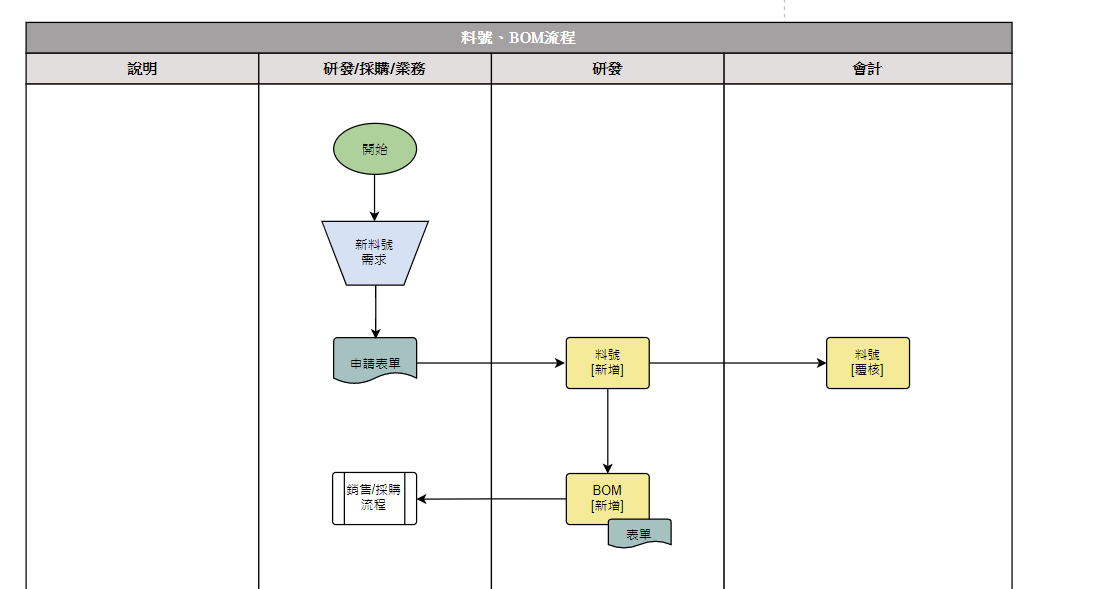 料號、BOM流程
說明
研發/採購/業務
研發
會計
開始
新料號
需求
申請表單
料號
[新增]
料號
[覆核]
銷售/採購
流程
BOM
[新增]
表單